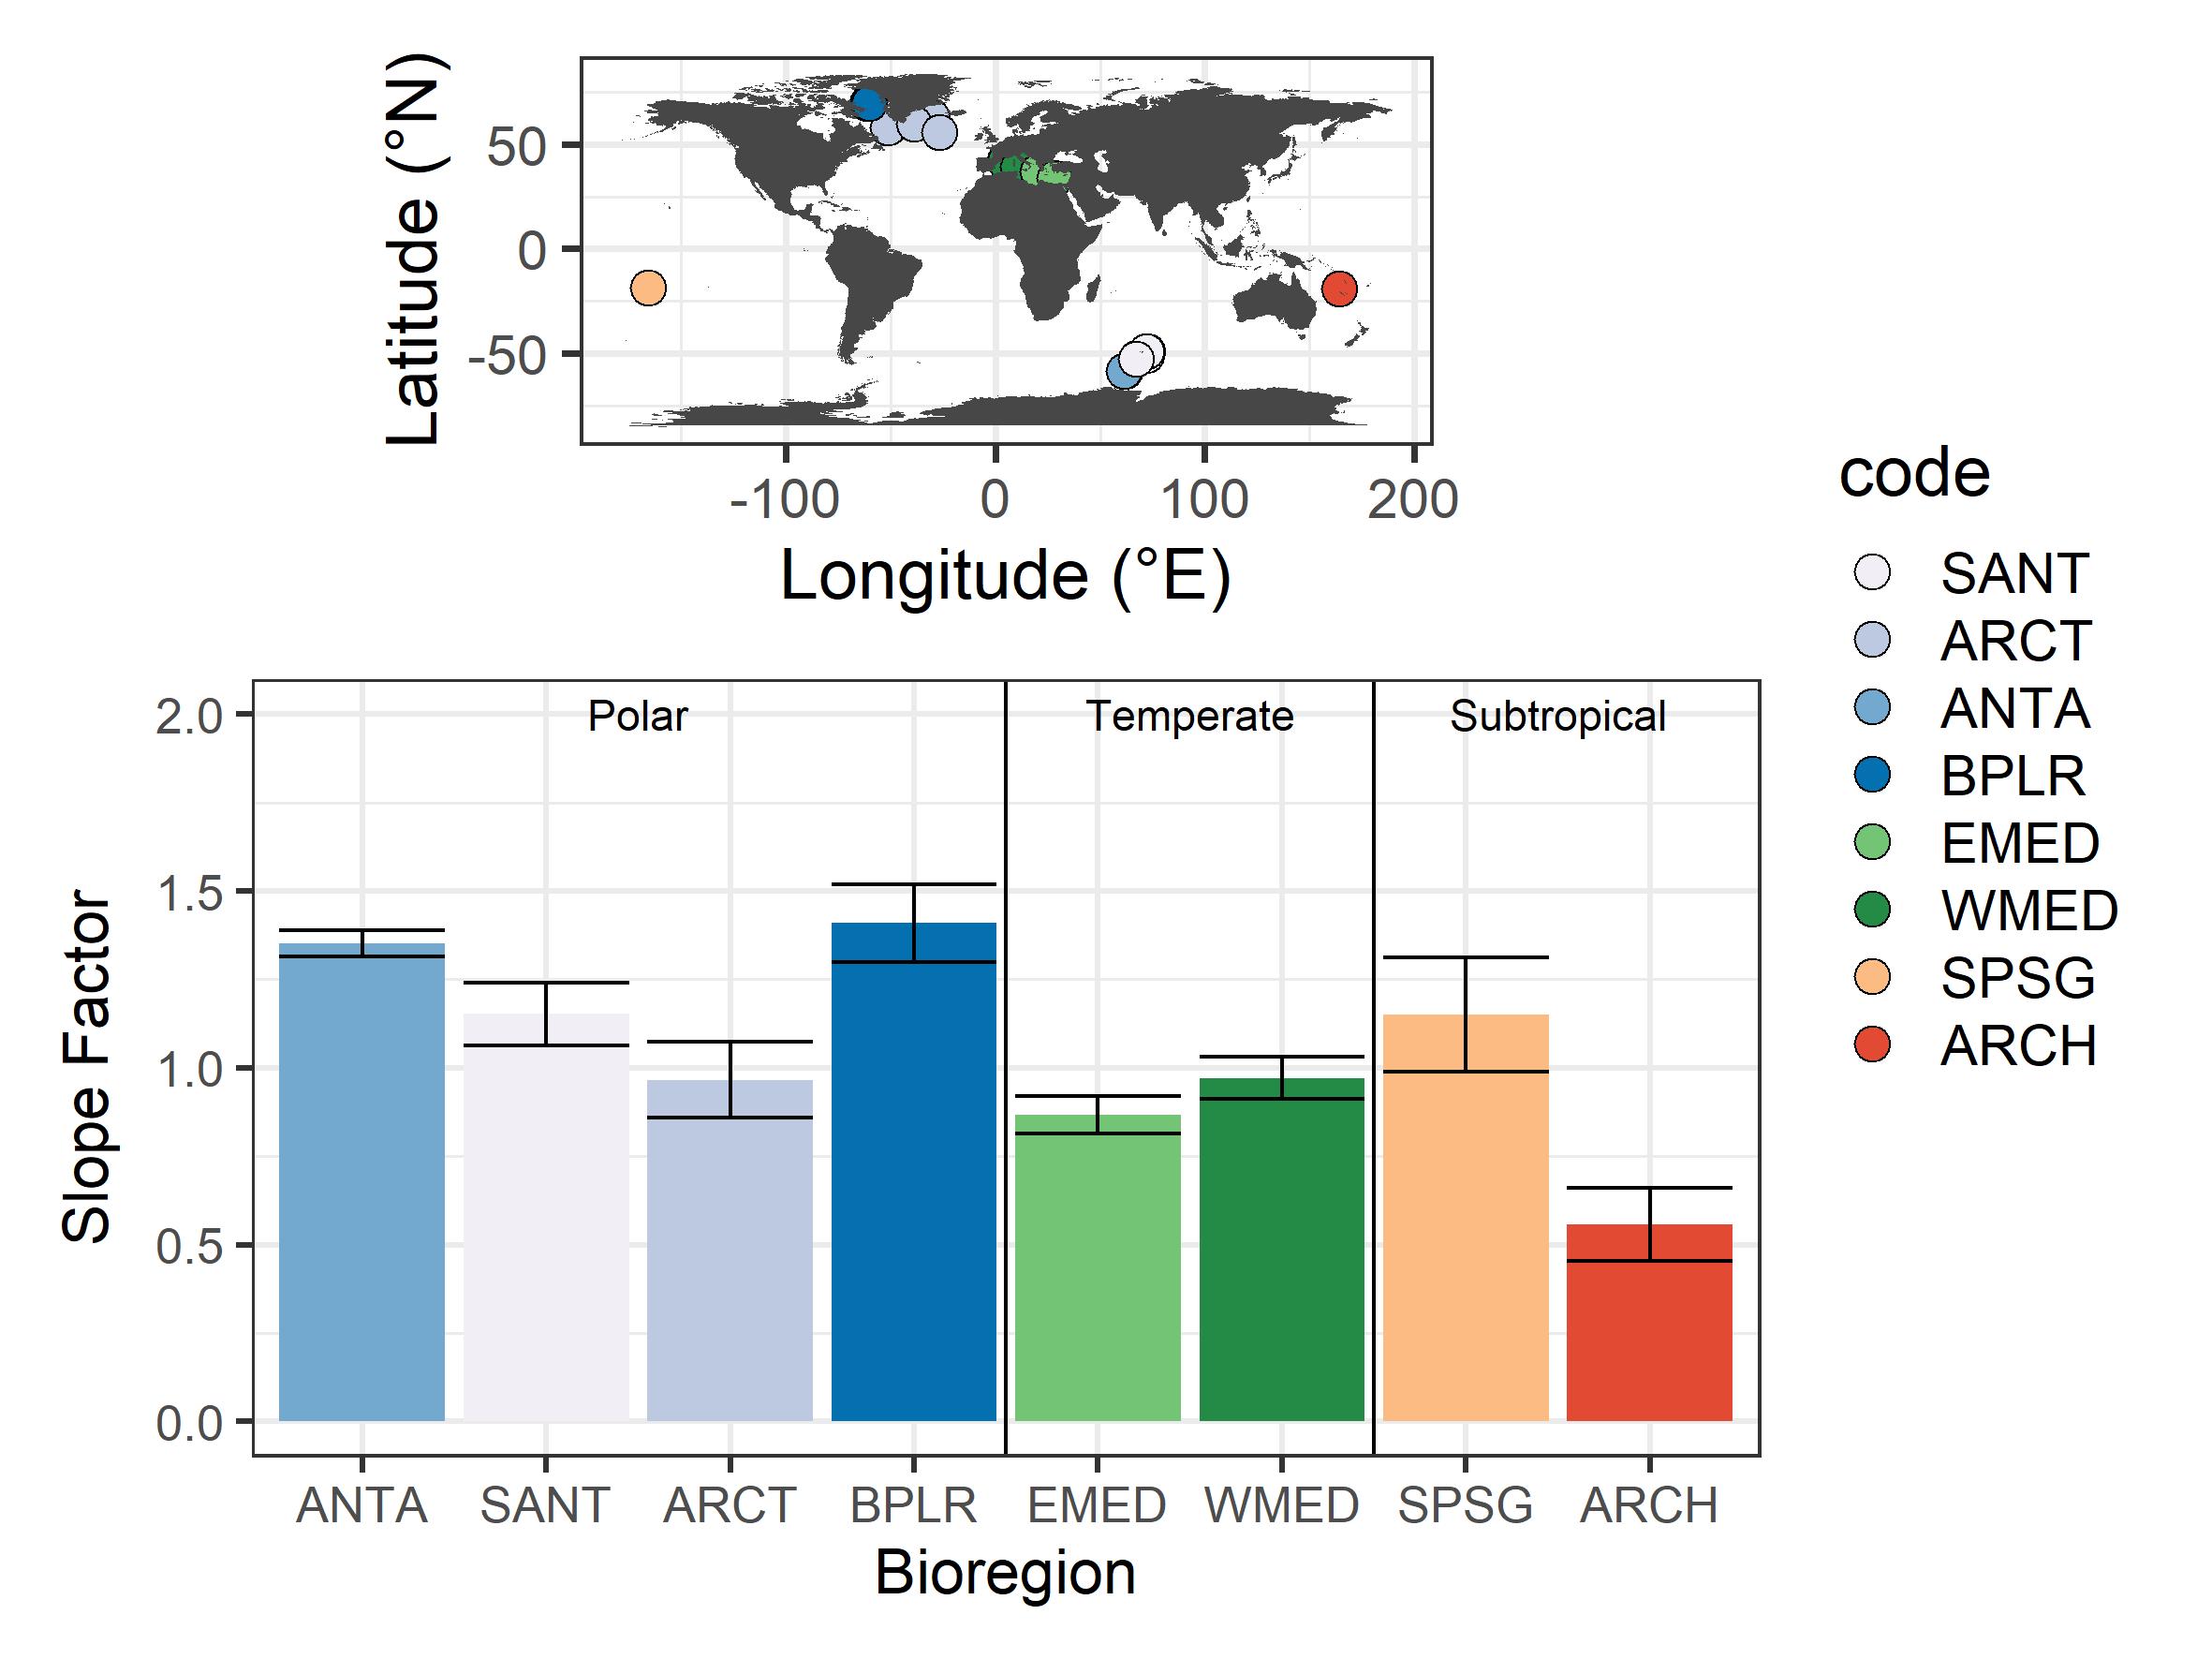 Latitude (°N)
50
0
-50
-100 0 100 200
Longitude (°E)
code
SANT
ARCT
ANTA
BPLR
EMED
WMED
SPSG
ARCH
Slope Factor
2.0
1.5
1.0
0.5
0.0
Polar Temperate Subtropical
ANTA SANT ARCT BPLR EMED WMED SPSG ARCH
Bioregion